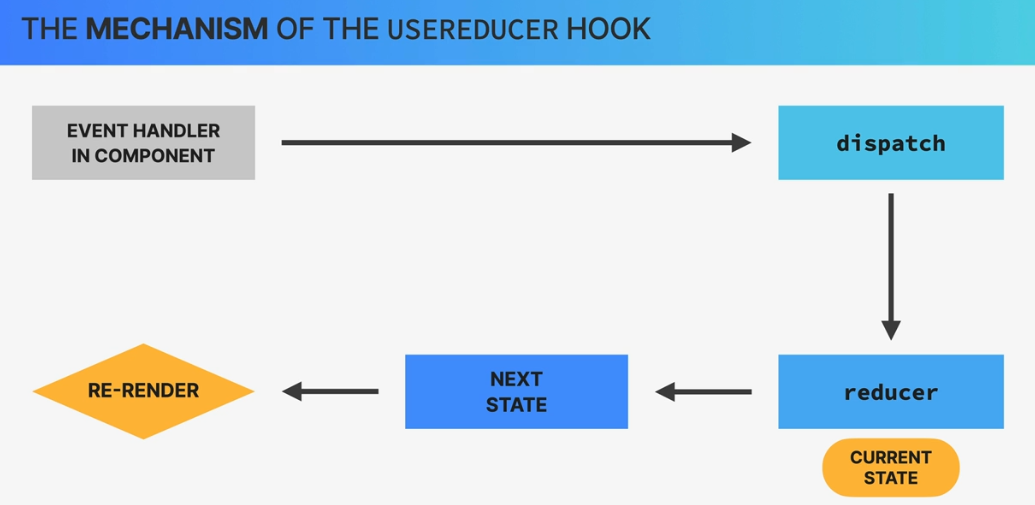 THE MECHANISM OF THE USEREDUCER HOOK
EVENT HANDLER
IN COMPONENT
dispatch
RE-RENDER
NEXT
STATE
reducer
CURRENT
STATE